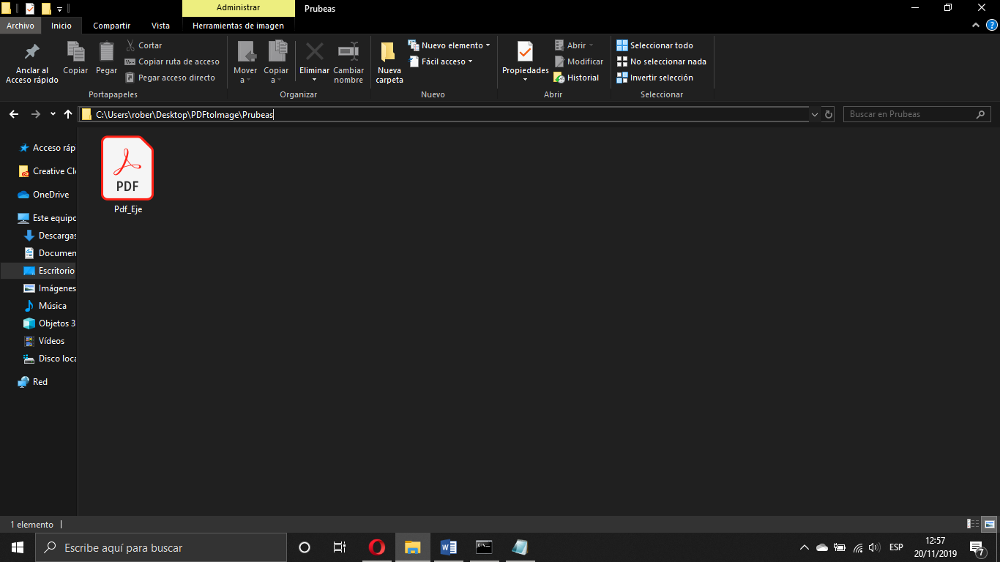 Administrar
Prubeas
Archivo
Inicio
Compartir
Vista
Herramientas de imagen
Anclar al
Acceso rápido
Copiar
Pegar
Cortar
Copiar ruta de acceso
Pegar acceso directo
Portapapeles
Mover
a
Copiar
a
Eliminar
Cambiar
nombre
Organizar
Nueva
carpeta
Nuevo elemento
Fácil acceso
Nuevo
Propiedades
Abrir
Modificar
Historial
Abrir
Seleccionar todo
No seleccionar nada
Invertir selección
Seleccionar
C:\Users\rober\Desktop\PDFtoImage\Prubeas
Buscar en Prubeas
Acceso ráp
Creative Clo
OneDrive
Este equipo
Descargas
Documen
Escritorio
Imágenes
Música
Objetos 3
Vídeos
Disco loca
Red
PDF
Pdf_Eje
1 elemento
Escribe aquí para buscar
ESP
12:57
20/11/2019
7